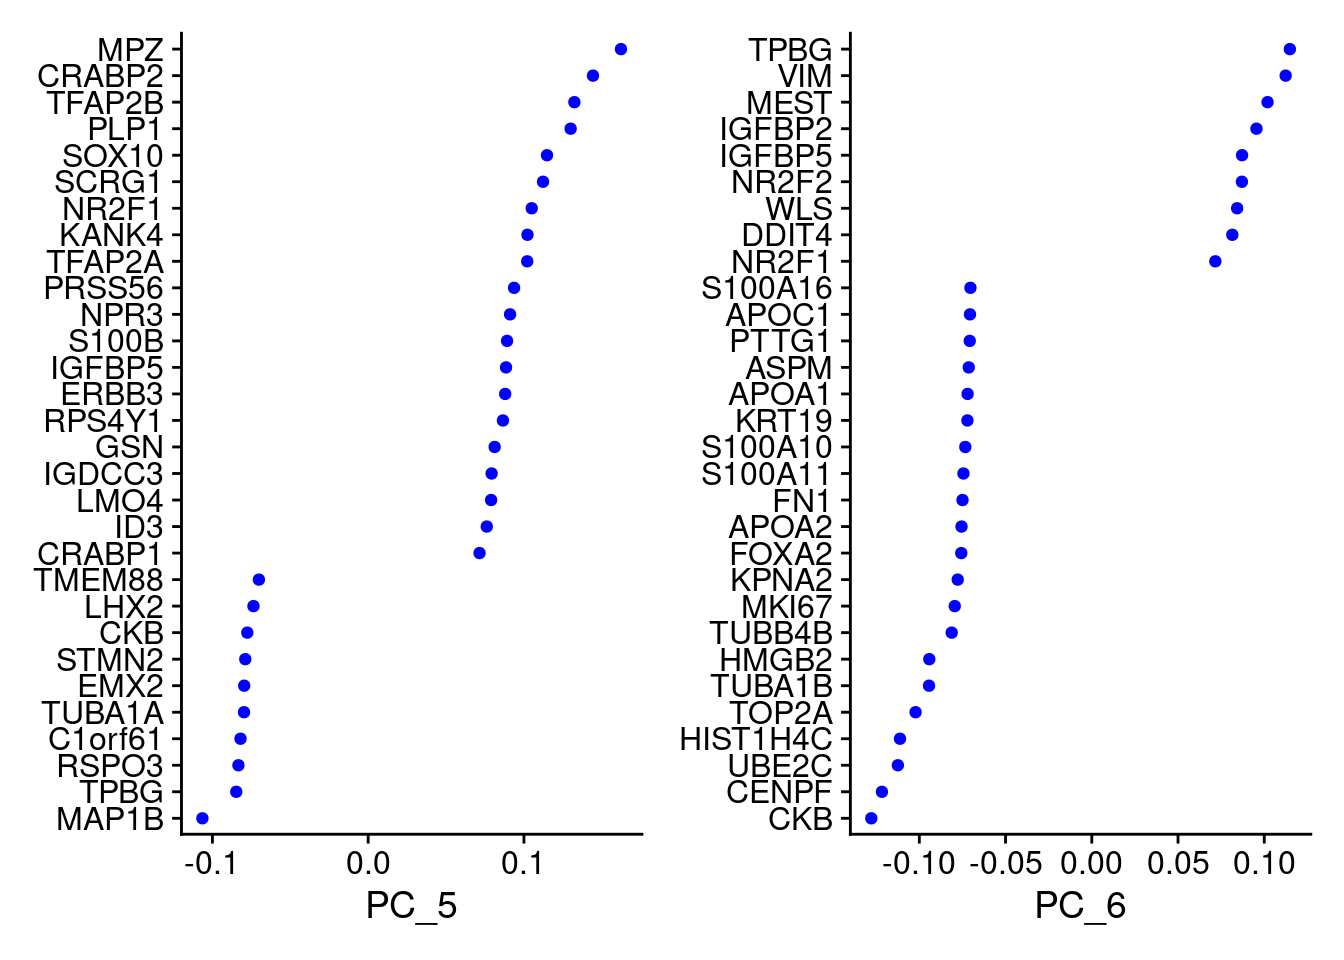 MPZ
CRABP2
TFAP2B
PLP1
SOX10
SCRG1
NR2F1
KANK4
TFAP2A
PRSS56
NPR3
S100B
IGFBP5
ERBB3
RPS4Y1
GSN
IGDCC3
LMO4
ID3
CRABP1
TMEM88
LHX2
CKB
STMN2
EMX2
TUBA1A
C1orf61
RSPO3
TPBG
MAP1B
-0.1 0.0 0.1
PC_5
TPBG
VIM
MEST
IGFBP2
IGFBP5
NR2F2
WLS
DDIT4
NR2F1
S100A16
APOC1
PTTG1
ASPM
APOA1
KRT19
S100A10
S100A11
FN1
APOA2
FOXA2
KPNA2
MKI67
TUBB4B
HMGB2
TUBA1B
TOP2A
HIST1H4C
UBE2C
CENPF
CKB
-0.10 -0.05 0.00 0.05 0.10
PC_6